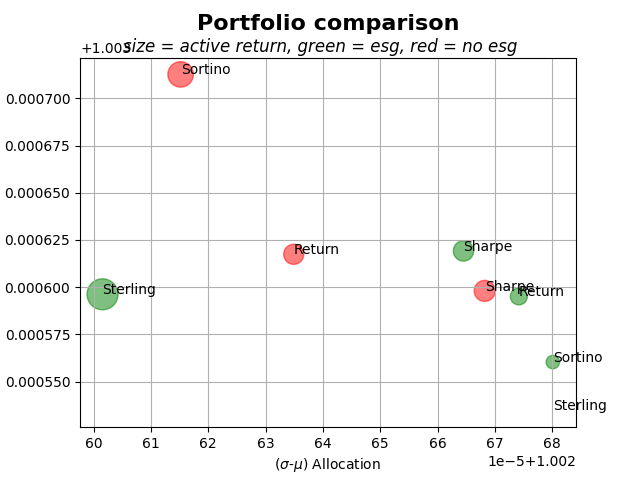 Portfolio comparison
size = active return, green = esg, red = no esg
Sortino
0.000700
0.000675
0.000650
0.000625
Return
Sharpe
0.000600
Sterling
Sharpe
Return
0.000575
Sortino
0.000550
Sterling
60 61 62 63 64 65 66 67 68
(σ-μ) Allocation
1e−5+1.002